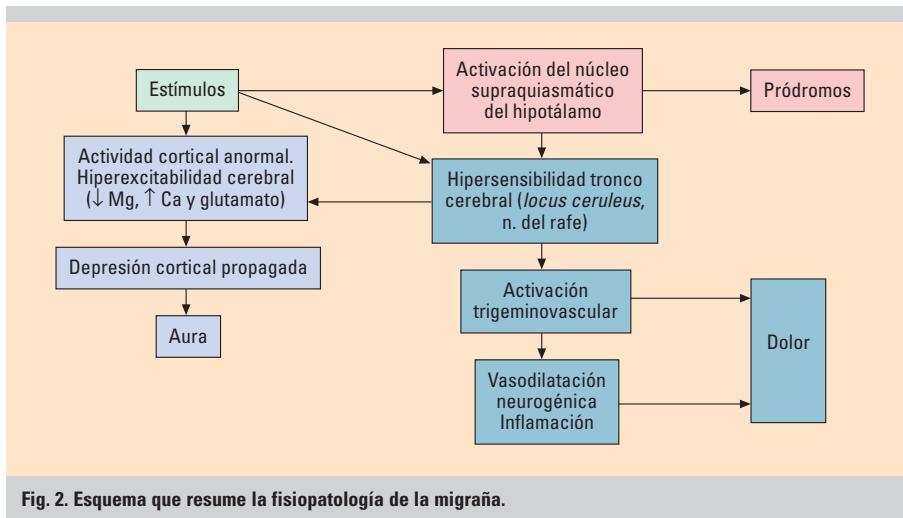 Estímulos
Activación del núcleo
supraquiasmático
del hipotálamo
Pródromos
Actividad cortical anormal.
Hiperexcitabilidad cerebral
(↓ Mg, ↑ Ca y glutamato)
Hipersensibilidad tronco
cerebral (locus ceruleus,
n. del rafe)
Depresión cortical propagada
Aura
Activación
trigeminovascular
Vasodilatación
neurogénica
Inflamación
Dolor
Fig. 2. Esquema que resume la fisiopatología de la migraña.